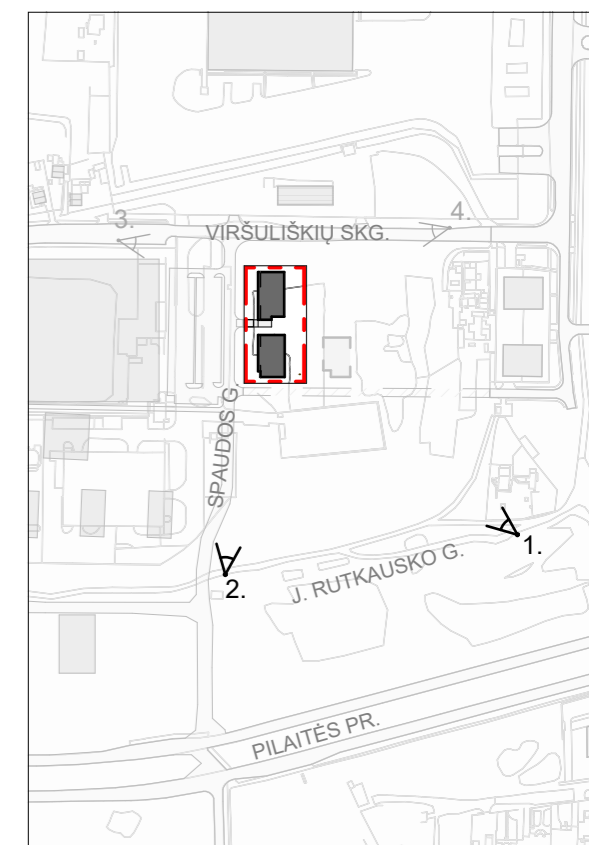 4.
3.
VIRŠULIŠKIŲ SKG.
SPAUDOS G.
1.
J. RUTKAUSKO G.
2.
PILAITĖS PR.